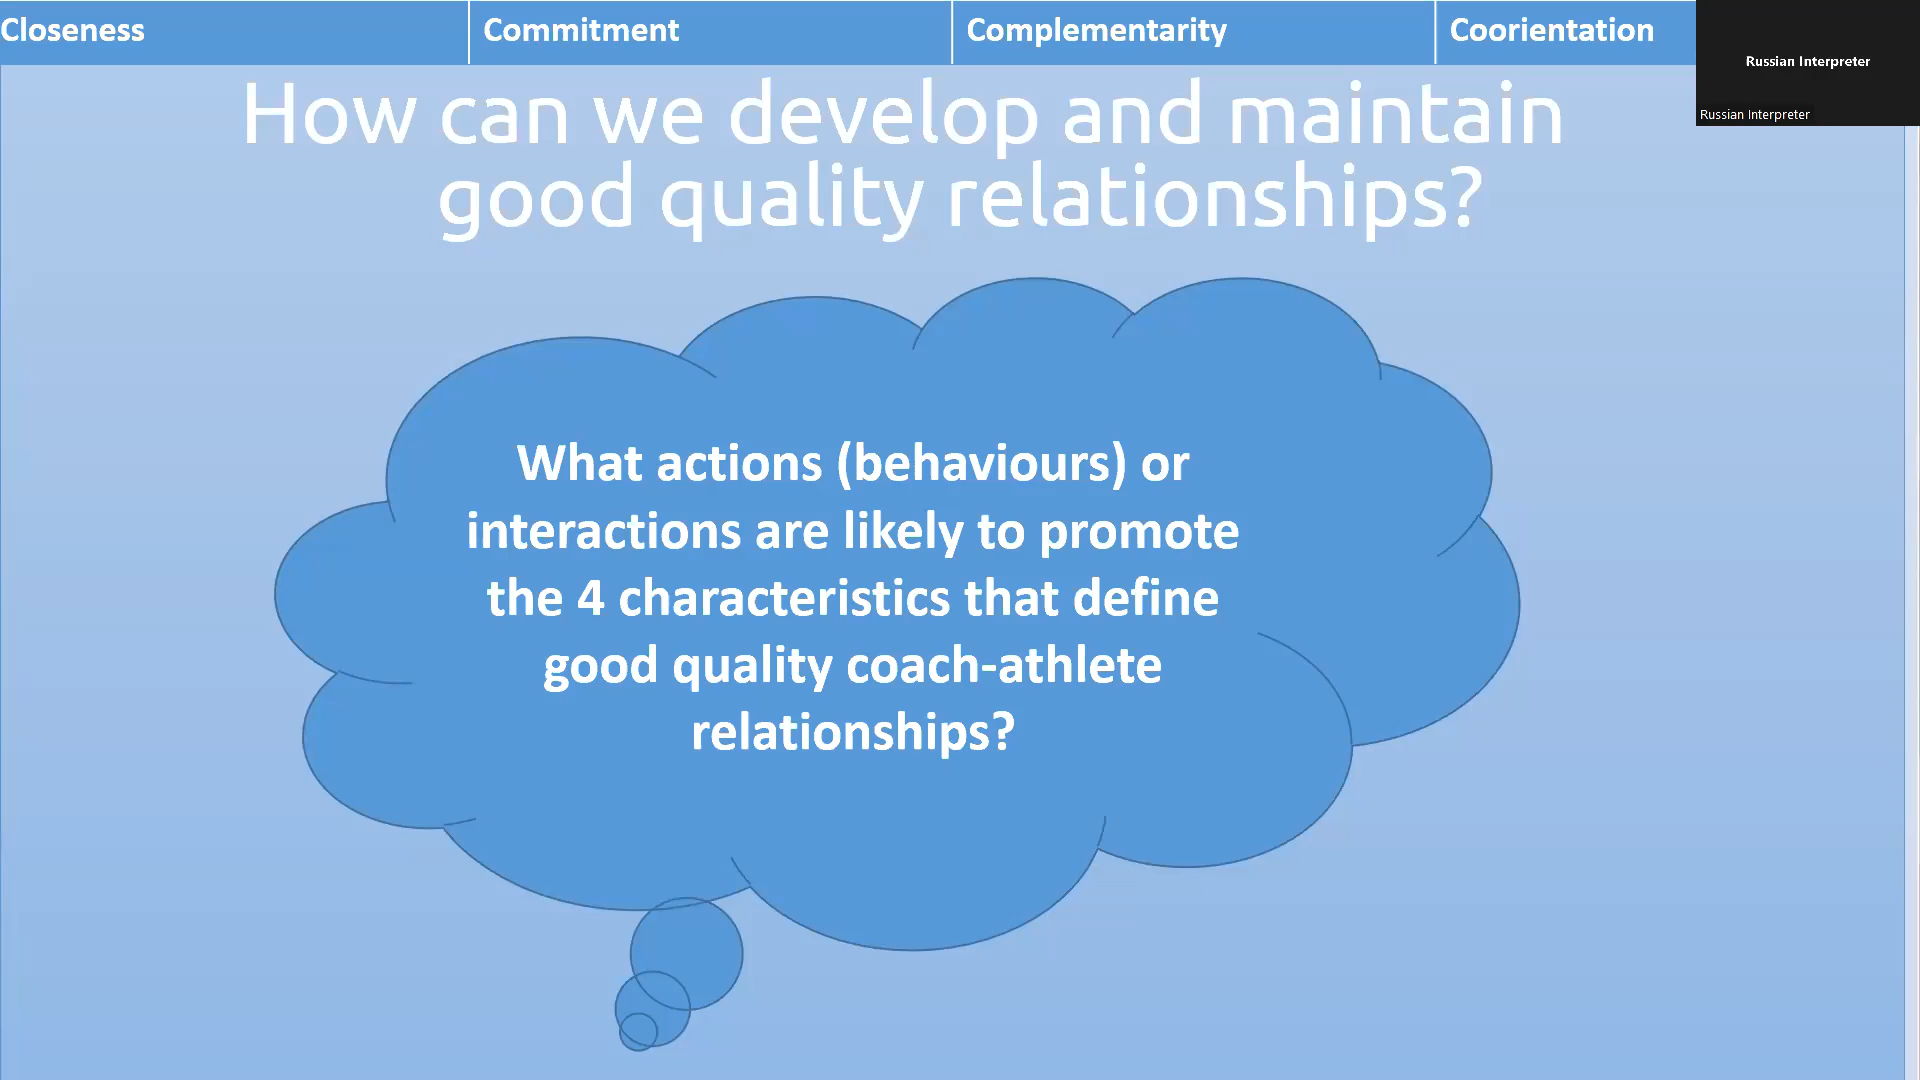 Closeness
Commitment
Complementarity
Coorientation
Russian Interpreter
Russian Interpreter
How can we develop and maintain
good quality relationships?
What actions (behaviours) or
interactions are likely to promote
the 4 characteristics that define
good quality coach-athlete
relationships?